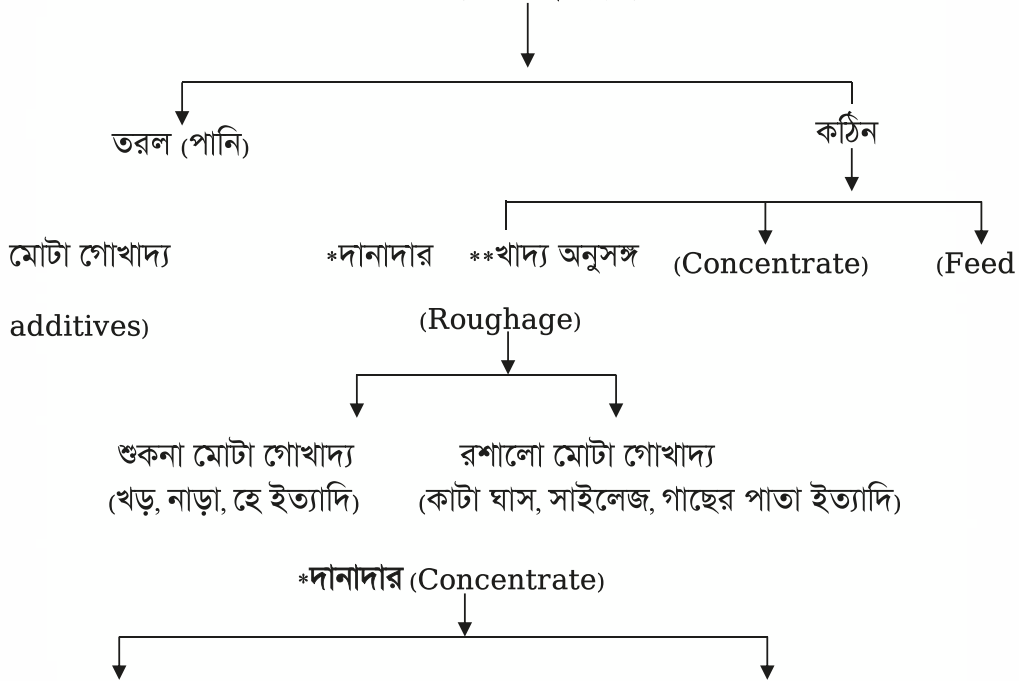 তরল (পানি)
কঠিন
মোটা গোখাদ্য *দানাদার **খাদ্য অনুসঙ্গ (Concentrate) (Feed
additives) (Roughage)
শুকনা মোটা গোখাদ্য রশালো মোটা গোখাদ্য
(খড়, নাড়া, হে ইত্যাদি) (কাটা ঘাস, সাইলেজ, গাছের পাতা ইত্যাদি)
*দানাদার (Concentrate)